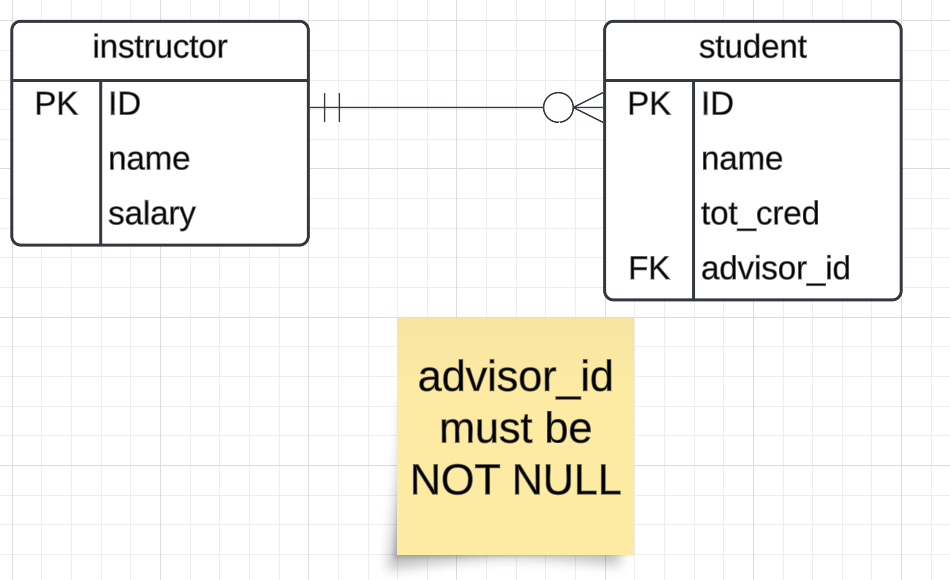 instructor
PK ID
name
salary
student
PK ID
name
tot_cred
FK advisor_id
advisor_id
must be
NOT NULL